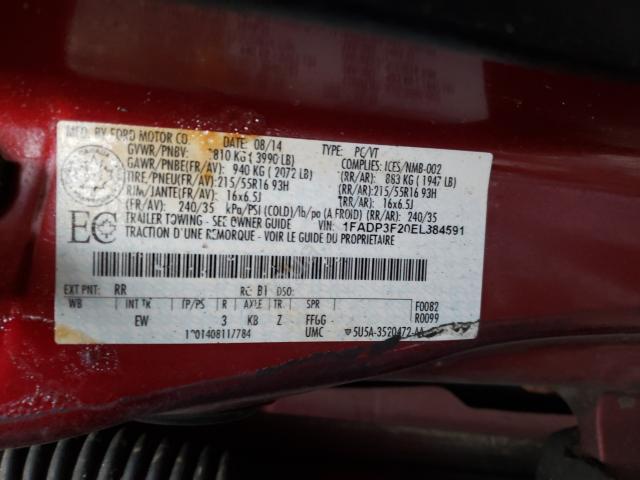 MFD. BY FORD MOTOR CO. DATE: 08/14 TYPE: PC/VT
GVWR/PNBV: 1810 KG ( 3990 LB) COMPLIES: ICES/NMB-002
GAWR/PNBE(FR/AV): 940 KG ( 2072 LB) (RR/AR): 883 KG ( 1947 LB)
TIRE/PNEU(FR/AV): 215/55R16 93H (RR/AR): 215/55R16 93H
RIM/JANTE(FR/AV): 16x6.5J (RR/AR): 16x6.5J
(FR/AV): 240/35 kPa/PSI (COLD)/lb/po (A FROID) (RR/AR): 240/35
TRAILER TOWING - SEE OWNER GUIDE VIN: 1FADP3F20EL384591
TRACTION D'UNE REMORQUE - VOIR LE GUIDE DU PROPRIETAIRE
EC
EXT PNT: RR RC: B1 DSO:
WB INT TR TP/PS R AXLE TR SPR F0082
EW 3 KB Z FFGG R0099
UMC 5U5A-3520472-AA